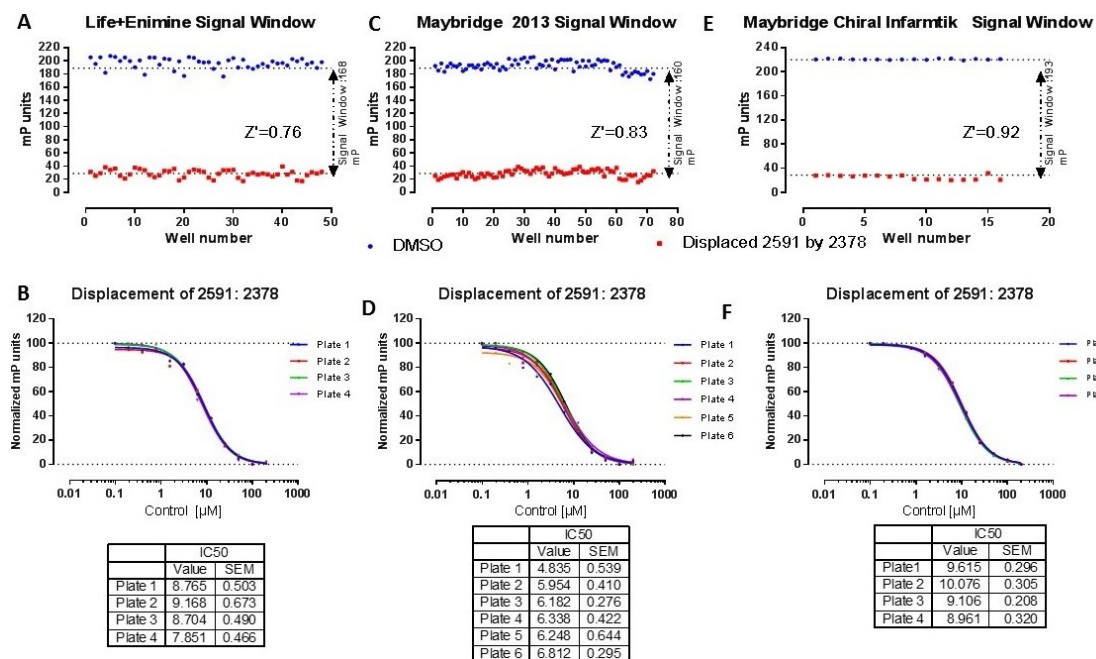 A
Life+Enimine Signal Window
mP units
220
200
180
160
140
120
100
80
60
40
20
0
Z'=0.76
Signal Window:168
mP
0 10 20 30 40 50
Well number
C
Maybridge 2013 Signal Window
mP units
220
200
180
160
140
120
100
80
60
40
20
0
Z'=0.83
Signal Window:160
mP
0 10 20 30 40 50 60 70 80
Well number
E
Maybridge Chiral Infarmtik Signal Window
mP units
240
200
160
120
80
40
0
Z'=0.92
Signal Window:193
mP
0 5 10 15 20
Well number
DMSO
Displaced 2591 by 2378
B
Displacement of 2591: 2378
Normalized mP units
120
100
80
60
40
20
0
0.01 0.1 1 10 100 1000
Control [µM]
Plate 1
Plate 2
Plate 3
Plate 4
D
Displacement of 2591: 2378
Normalized mP units
120
100
80
60
40
20
0
0.01 0.1 1 10 100 1000
Control [µM]
Plate 1
Plate 2
Plate 3
Plate 4
Plate 5
Plate 6
F
Displacement of 2591: 2378
Normalized mP units
120
100
80
60
40
20
0
0.01 0.1 1 10 100 1000
Control [µM]
Pla
Pla
Pla
Pla
IC50
Value SEM
Plate 1 8.765 0.503
Plate 2 9.168 0.673
Plate 3 8.704 0.490
Plate 4 7.851 0.466
IC50
Value SEM
Plate 1 4.835 0.539
Plate 2 5.954 0.410
Plate 3 6.182 0.276
Plate 4 6.338 0.422
Plate 5 6.248 0.644
Plate 6 6.812 0.295
IC50
Value SEM
Plate1 9.615 0.296
Plate 2 10.076 0.305
Plate 3 9.106 0.208
Plate 4 8.961 0.320